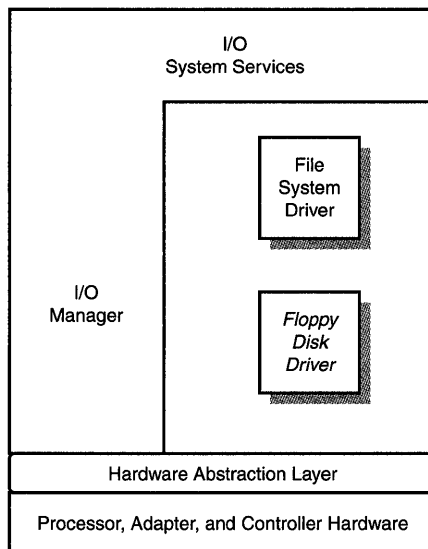 I/O
System Services
File
System
Driver
I/O
Manager
Floppy
Disk
Driver
Hardware Abstraction Layer
Processor, Adapter, and Controller Hardware